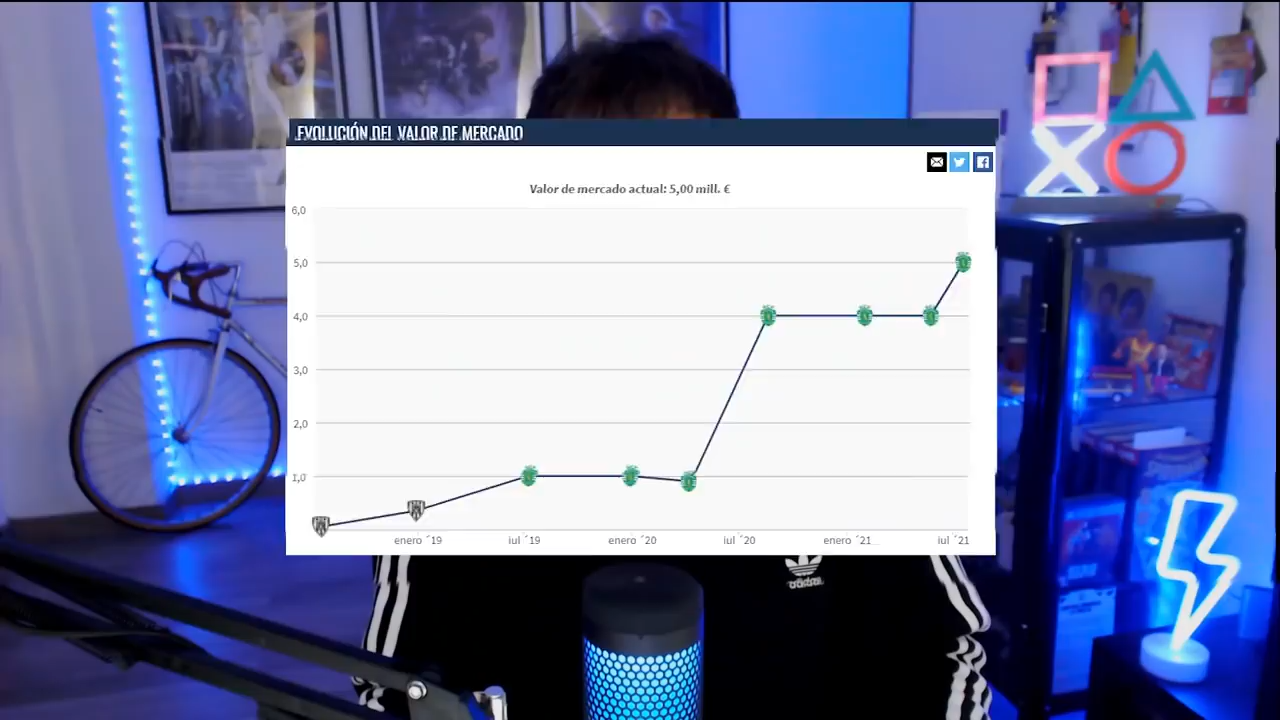 EVOLUCIÓN DEL VALOR DE MERCADO
Valor de mercado actual: 5,00 mill. €
6,0
5,0
4,0
3,0
2,0
1,0
enero ´19
jul ´19
enero ´20
jul ´20
enero ´21
jul ´21
adidas